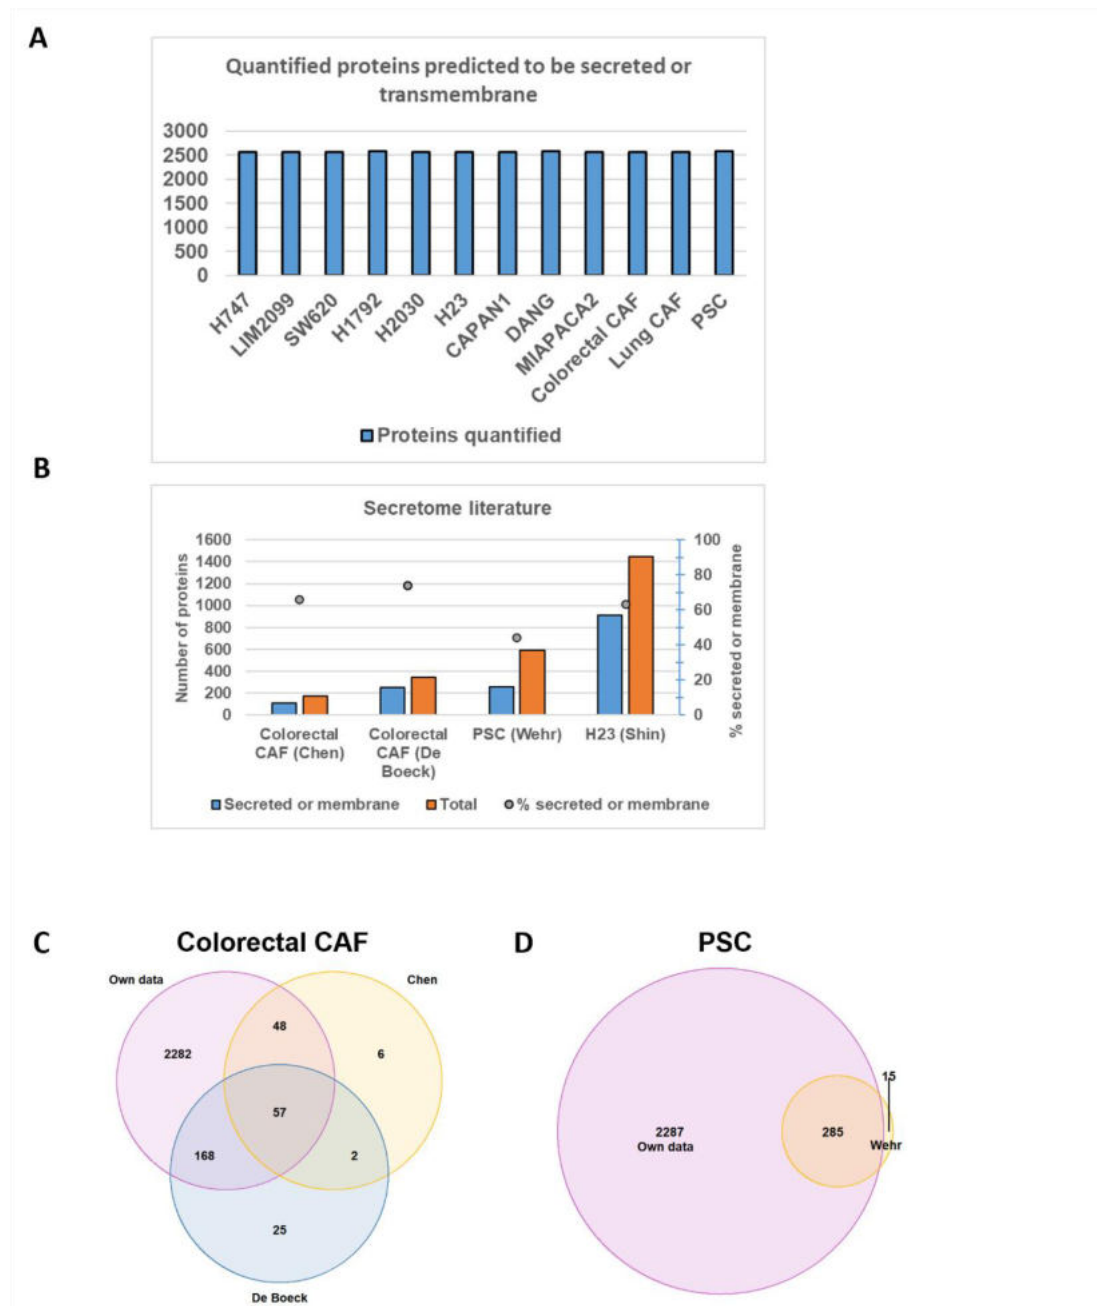 A
Quantified proteins predicted to be secreted or
transmembrane
3000
2500
2000
1500
1000
500
0
H747
LIM2099
SW620
H1792
H2030
H23
CAPAN1
DANG
MIAPACA2
Colorectal CAF
Lung CAF
PSC
Proteins quantified
B
Secretome literature
Number of proteins
1600
1400
1200
1000
800
600
400
200
0
100
80
60
40
20
0
% secreted or membrane
Colorectal
CAF (Chen)
Colorectal
CAF (De
Boeck)
PSC (Wehr)
H23 (Shin)
Secreted or membrane
Total
% secreted or membrane
C
Colorectal CAF
Own data
Chen
48
2282
6
57
168
2
25
De Boeck
D
PSC
15
2287
Own data
285
Wehr